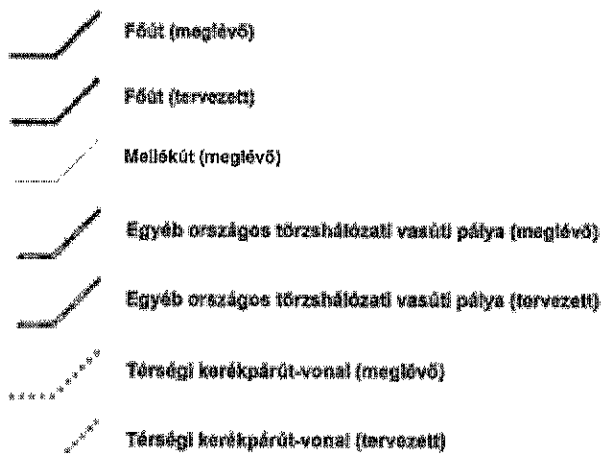 Főút (meglévő)
Főút (tervezett)
Mellékút (meglévő)
Egyéb országos törzshálózati vasúti pálya (meglévő)
Egyéb országos törzshálózati vasúti pálya (tervezett)
Térségi kerékpárút-vonal (meglévő)
Térségi kerékpárút-vonal (tervezett)